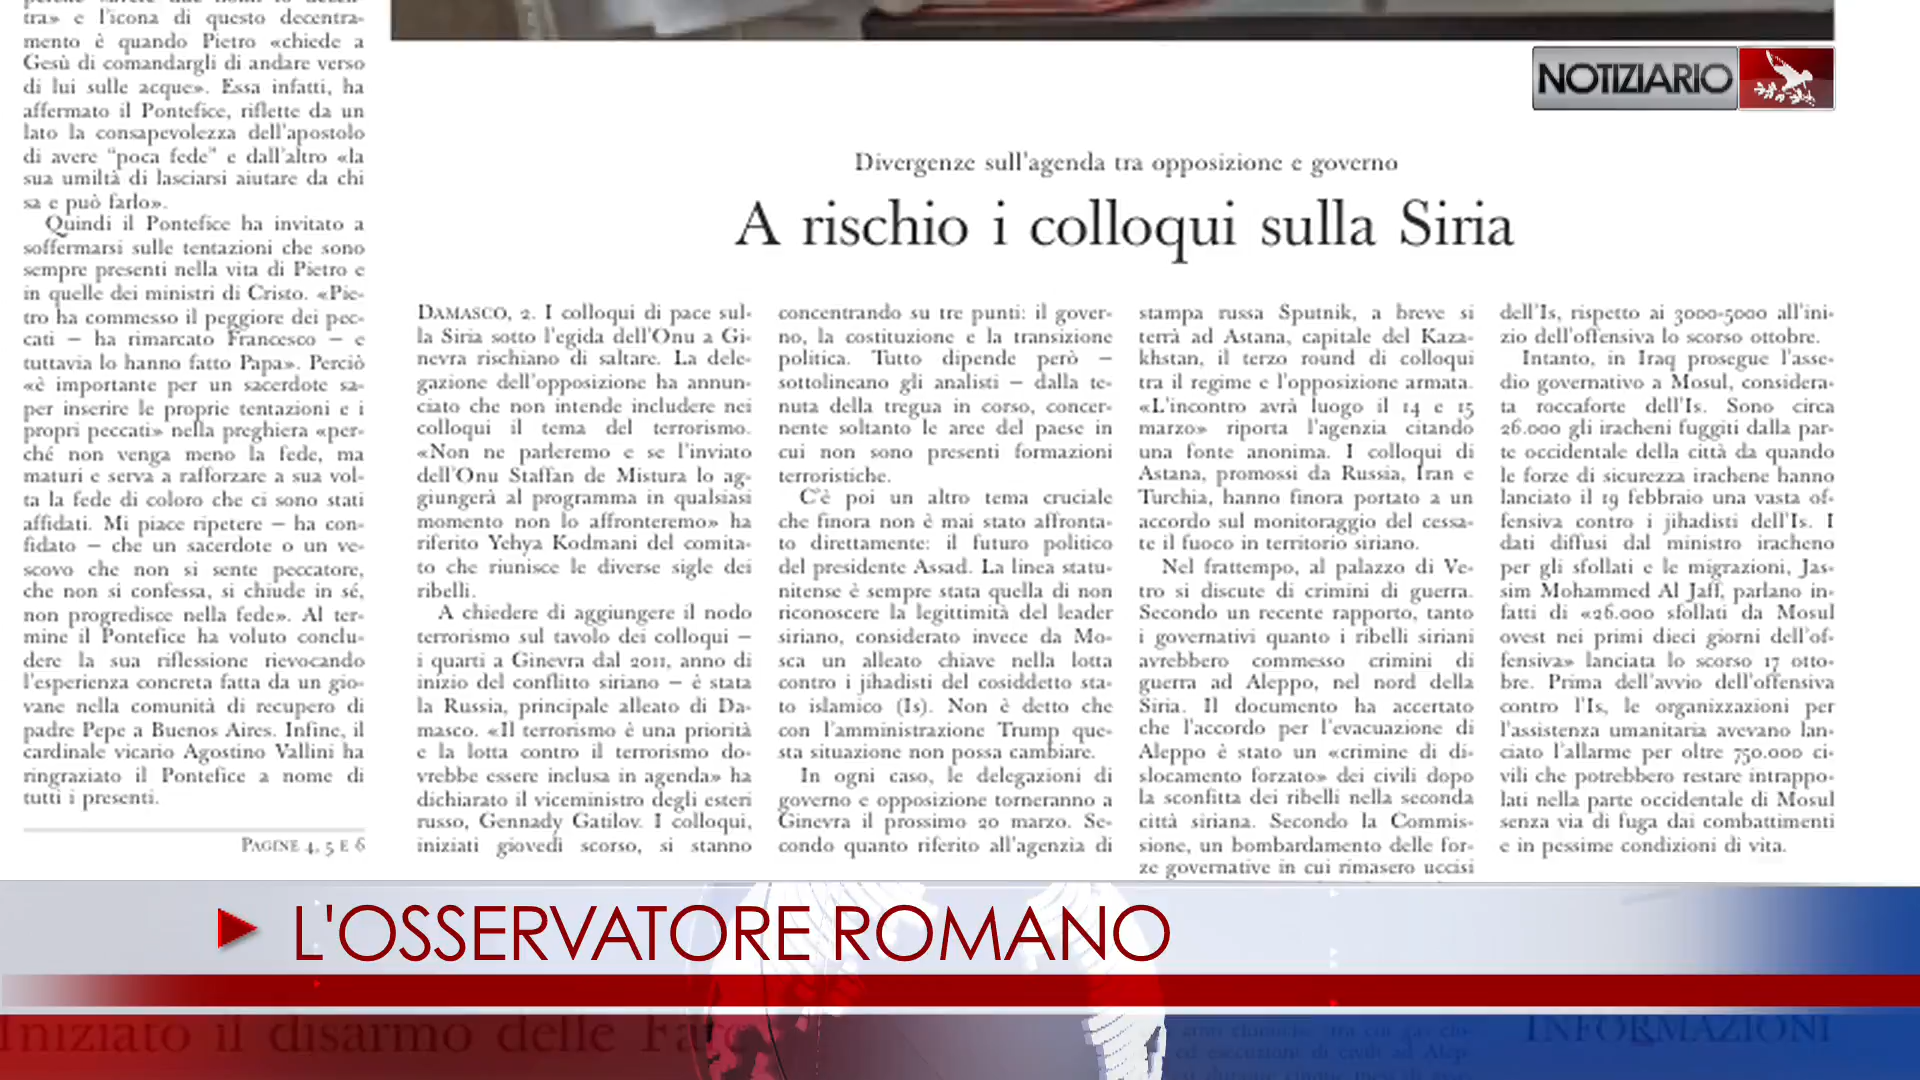 tra» e l'icona di questo decentra-
mento è quando Pietro «chiede a
Gesù di comandargli di andare verso
di lui sulle acque». Essa infatti, ha
affermato il Pontefice, riflette da un
lato la consapevolezza dell'apostolo
di avere “poca fede” e dall'altro «la
sua umiltà di lasciarsi aiutare da chi
sa e può farlo».
Quindi il Pontefice ha invitato a
soffermarsi sulle tentazioni che sono
sempre presenti nella vita di Pietro e
in quelle dei ministri di Cristo. «Pie-
tro ha commesso il peggiore dei pec-
cati — ha rimarcato Francesco — e
tuttavia lo hanno fatto Papa». Perciò
«è importante per un sacerdote sa-
per inserire le proprie tentazioni e i
propri peccati» nella preghiera «per-
ché non venga meno la fede, ma
maturi e serva a rafforzare a sua vol-
ta la fede di coloro che ci sono stati
affidati. Mi piace ripetere — ha con-
fidato — che un sacerdote o un ve-
scovo che non si sente peccatore,
che non si confessa, si chiude in sé,
non progredisce nella fede». Al ter-
mine il Pontefice ha voluto conclu-
dere la sua riflessione rievocando
l'esperienza concreta fatta da un gio-
vane nella comunità di recupero di
padre Pepe a Buenos Aires. Infine, il
cardinale vicario Agostino Vallini ha
ringraziato il Pontefice a nome di
tutti i presenti.
PAGINE 4, 5 E 6
NOTIZIARIO
Divergenze sull'agenda tra opposizione e governo
A rischio i colloqui sulla Siria
DAMASCO, 2. I colloqui di pace sul-
la Siria sotto l'egida dell'Onu a Gi-
nevra rischiano di saltare. La dele-
gazione dell'opposizione ha annun-
ciato che non intende includere nei
colloqui il tema del terrorismo.
«Non ne parleremo e se l'inviato
dell'Onu Staffan de Mistura lo ag-
giungerà al programma in qualsiasi
momento non lo affronteremo» ha
riferito Yehya Kodmani del comita-
to che riunisce le diverse sigle dei
ribelli.
A chiedere di aggiungere il nodo
terrorismo sul tavolo dei colloqui —
i quarti a Ginevra dal 2011, anno di
inizio del conflitto siriano — è stata
la Russia, principale alleato di Da-
masco. «Il terrorismo è una priorità
e la lotta contro il terrorismo do-
vrebbe essere inclusa in agenda» ha
dichiarato il viceministro degli esteri
russo, Gennady Gatilov. I colloqui,
iniziati giovedì scorso, si stanno
concentrando su tre punti: il gover-
no, la costituzione e la transizione
politica. Tutto dipende però —
sottolineano gli analisti — dalla te-
nuta della tregua in corso, concer-
nente soltanto le aree del paese in
cui non sono presenti formazioni
terroristiche.
C'è poi un altro tema cruciale
che finora non è mai stato affronta-
to direttamente: il futuro politico
del presidente Assad. La linea statu-
nitense è sempre stata quella di non
riconoscere la legittimità del leader
siriano, considerato invece da Mo-
sca un alleato chiave nella lotta
contro i jihadisti del cosiddetto sta-
to islamico (Is). Non è detto che
con l'amministrazione Trump que-
sta situazione non possa cambiare.
In ogni caso, le delegazioni di
governo e opposizione torneranno a
Ginevra il prossimo 20 marzo. Se-
condo quanto riferito all'agenzia di
stampa russa Sputnik, a breve si
terrà ad Astana, capitale del Kaza-
khstan, il terzo round di colloqui
tra il regime e l'opposizione armata.
«L'incontro avrà luogo il 14 e 15
marzo» riporta l'agenzia citando
una fonte anonima. I colloqui di
Astana, promossi da Russia, Iran e
Turchia, hanno finora portato a un
accordo sul monitoraggio del cessa-
te il fuoco in territorio siriano.
Nel frattempo, al palazzo di Ve-
tro si discute di crimini di guerra.
Secondo un recente rapporto, tanto
i governativi quanto i ribelli siriani
avrebbero commesso crimini di
guerra ad Aleppo, nel nord della
Siria. Il documento ha accertato
che l'accordo per l'evacuazione di
Aleppo è stato un «crimine di di-
slocamento forzato» dei civili dopo
la sconfitta dei ribelli nella seconda
città siriana. Secondo la Commis-
sione, un bombardamento delle for-
ze governative in cui rimasero uccisi
dell'Is, rispetto ai 3000-5000 all'ini-
zio dell'offensiva lo scorso ottobre.
Intanto, in Iraq prosegue l'asse-
dio governativo a Mosul, considera-
ta roccaforte dell'Is. Sono circa
26.000 gli iracheni fuggiti dalla par-
te occidentale della città da quando
le forze di sicurezza irachene hanno
lanciato il 19 febbraio una vasta of-
fensiva contro i jihadisti dell'Is. I
dati diffusi dal ministro iracheno
per gli sfollati e le migrazioni, Jas-
sim Mohammed Al Jaff, parlano in-
fatti di «26.000 sfollati da Mosul
ovest nei primi dieci giorni dell'of-
fensiva» lanciata lo scorso 17 otto-
bre. Prima dell'avvio dell'offensiva
contro l'Is, le organizzazioni per
l'assistenza umanitaria avevano lan-
ciato l'allarme per oltre 750.000 ci-
vili che potrebbero restare intrappo-
lati nella parte occidentale di Mosul
senza via di fuga dai combattimenti
e in pessime condizioni di vita.
L'OSSERVATORE ROMANO
Iniziato il disarmo delle Farc
INFORMAZIONI